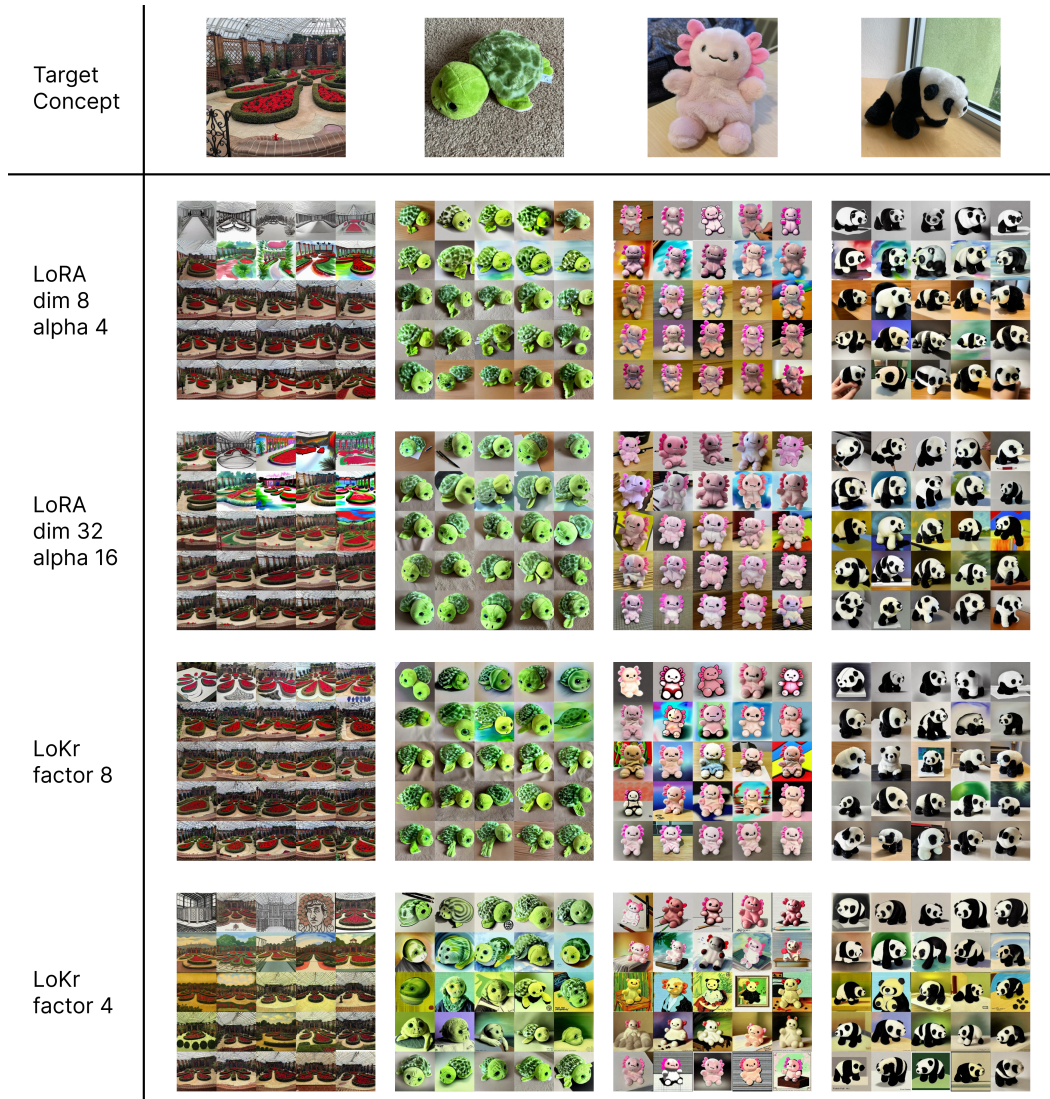 Target
Concept
LoRA
dim 8
alpha 4
LoRA
dim 32
alpha 16
LoKr
factor 8
LoKr
factor 4